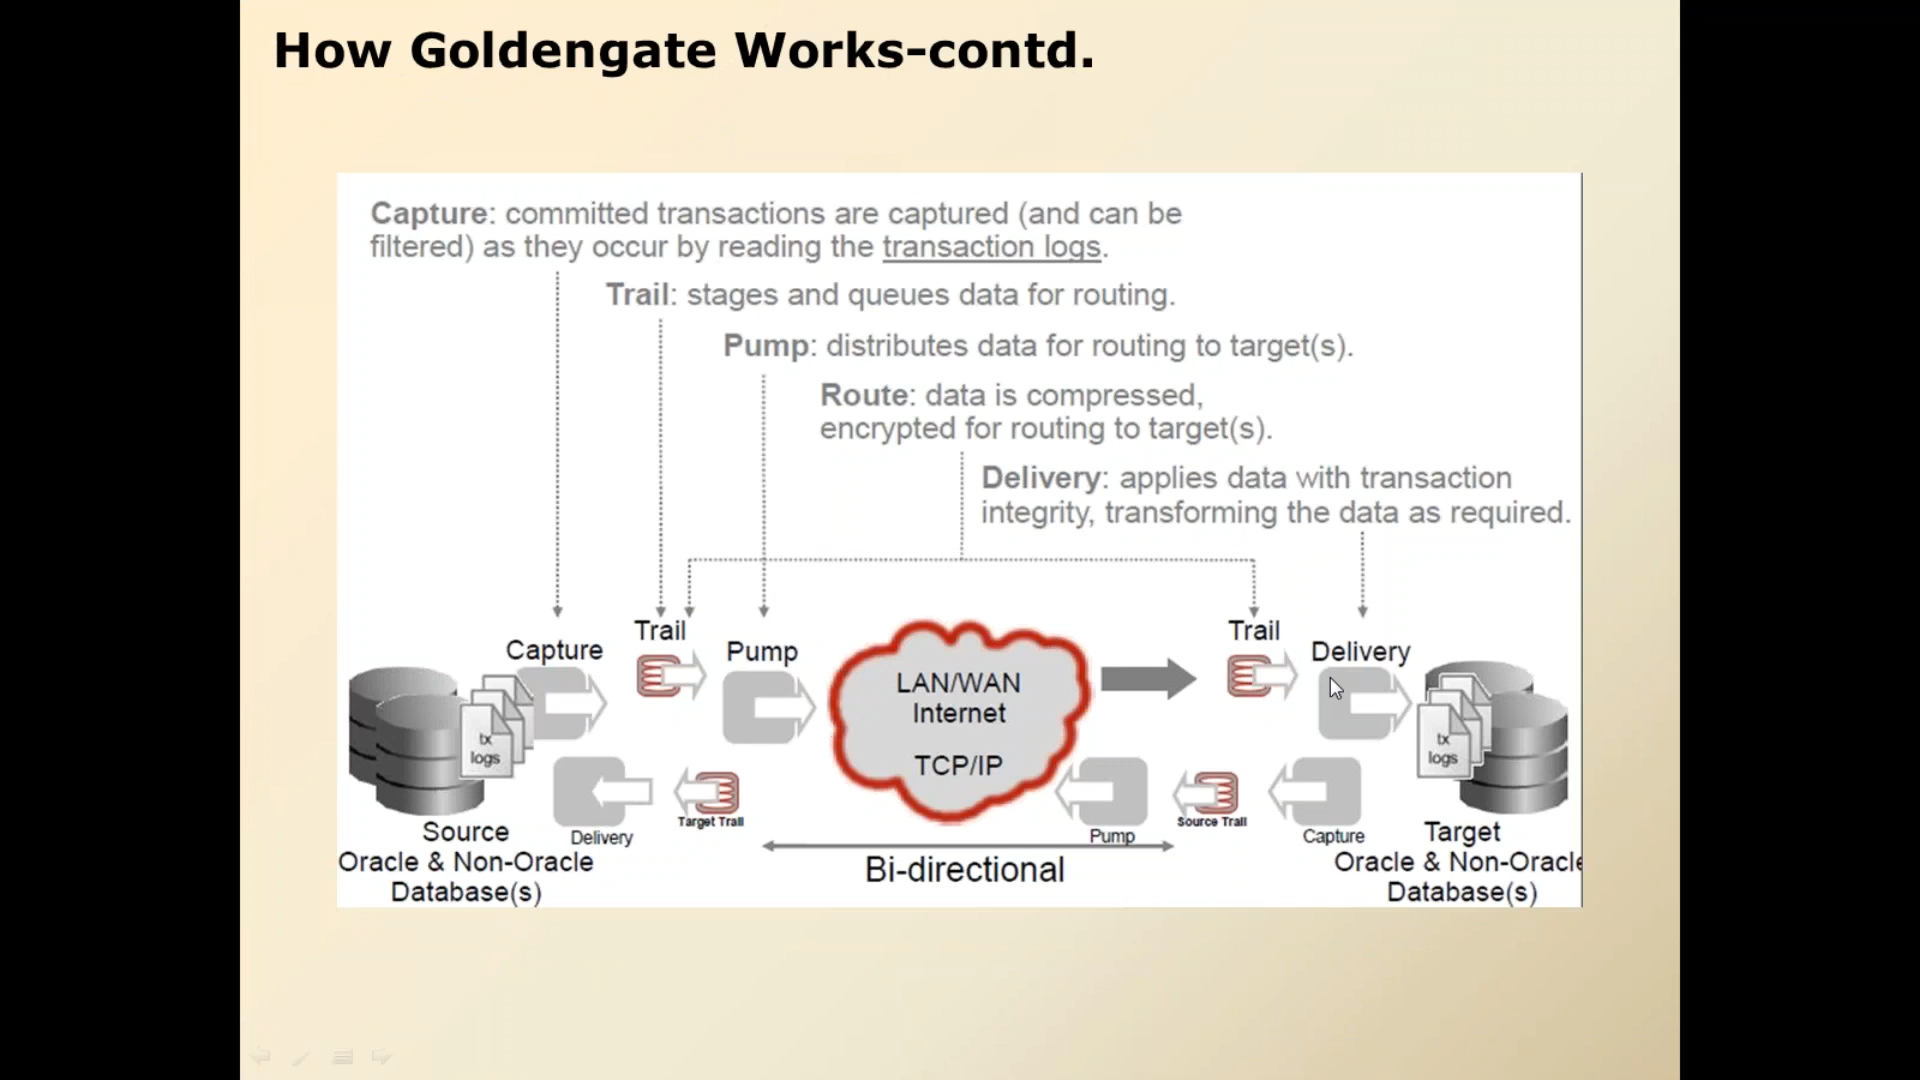 How Goldengate Works-contd.
Capture: committed transactions are captured (and can be
filtered) as they occur by reading the transaction logs.
Trail: stages and queues data for routing.
Pump: distributes data for routing to target(s).
Route: data is compressed,
encrypted for routing to target(s).
Delivery: applies data with transaction
integrity, transforming the data as required.
Capture
Trail
Pump
LAN/WAN
Internet
TCP/IP
Trail
Delivery
tx
logs
tx
logs
Delivery
Target Trail
Pump
Source Trail
Capture
Bi-directional
Source
Oracle & Non-Oracle
Database(s)
Target
Oracle & Non-Oracle
Database(s)